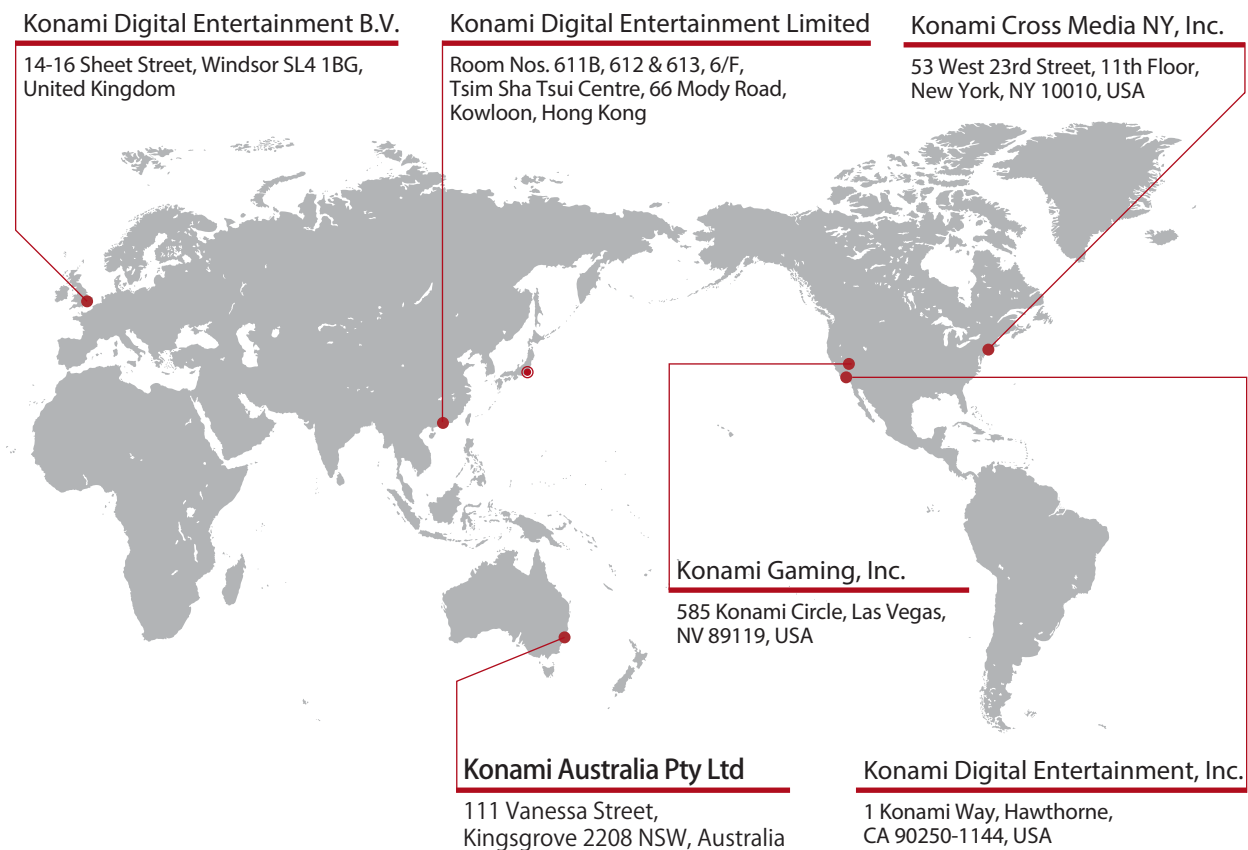 Konami Digital Entertainment B.V.
14-16 Sheet Street, Windsor SL4 1BG,
United Kingdom
Konami Digital Entertainment Limited
Room Nos. 611B, 612 & 613, 6/F,
Tsim Sha Tsui Centre, 66 Mody Road,
Kowloon, Hong Kong
Konami Cross Media NY, Inc.
53 West 23rd Street, 11th Floor,
New York, NY 10010, USA
Konami Gaming, Inc.
585 Konami Circle, Las Vegas,
NV 89119, USA
Konami Australia Pty Ltd
111 Vanessa Street,
Kingsgrove 2208 NSW, Australia
Konami Digital Entertainment, Inc.
1 Konami Way, Hawthorne,
CA 90250-1144, USA